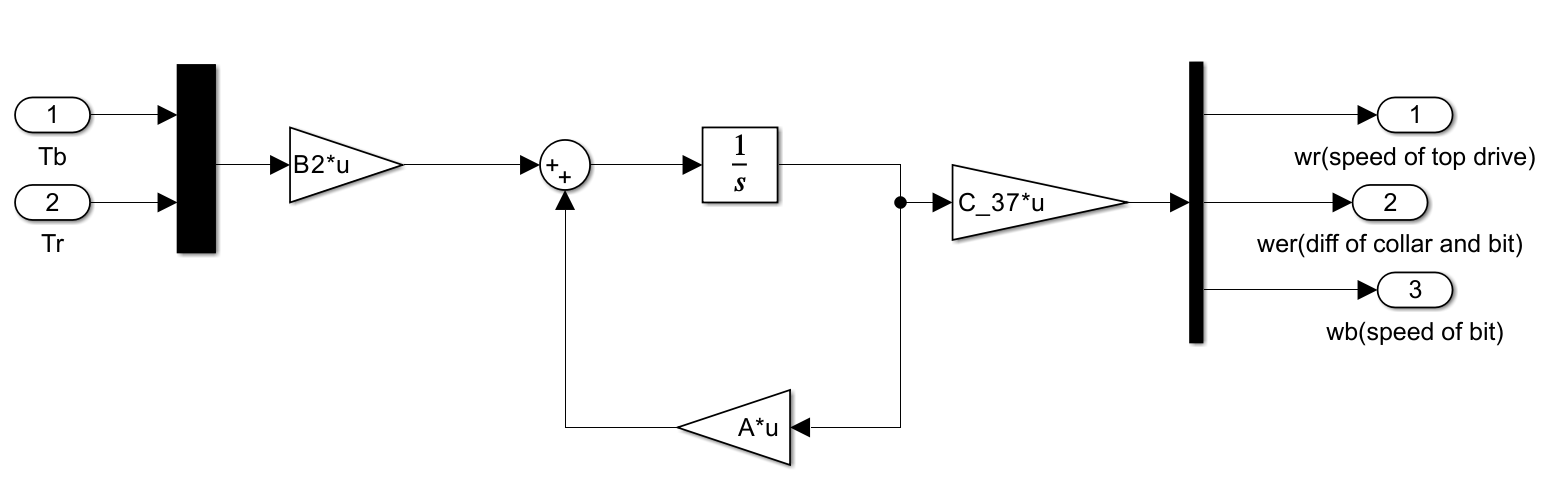 1
Tb
2
Tr
B2*u
+
+
1
s
C_37*u
A*u
1
wr(speed of top drive)
2
wer(diff of collar and bit)
3
wb(speed of bit)